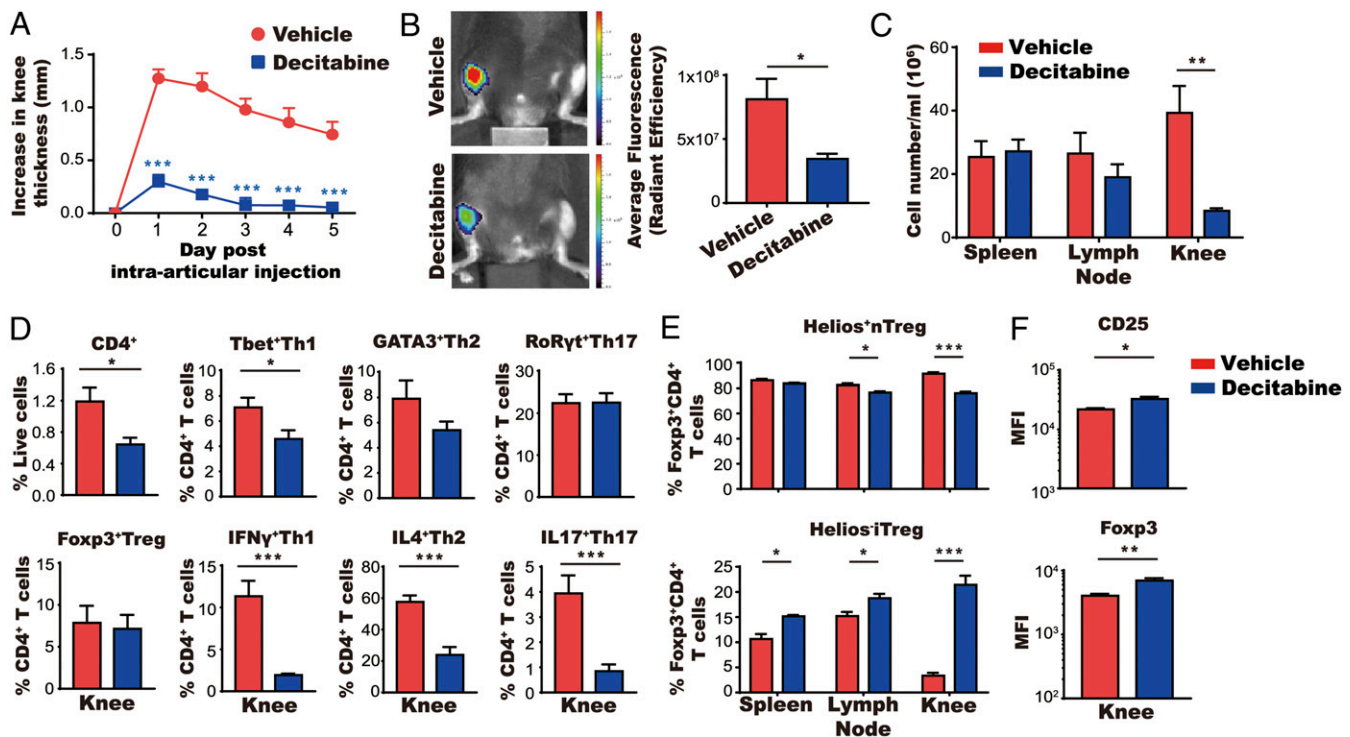 A
Vehicle
Decitabine
Increase in knee
thickness (mm)
1.5
1.0
0.5
0.0
***
***
***
***
***
0
1
2
3
4
5
Day post
intra-articular injection
B
Vehicle
Decitabine
Average Fluorescence
(Radiant Efficiency)
1×10⁸
5×10⁷
0
*
Vehicle
Decitabine
C
Vehicle
Decitabine
Cell number/ml (10⁶)
60
40
20
0
**
Spleen
Lymph
Node
Knee
D
CD4⁺
% Live cells
1.8
1.2
0.6
0.0
*
Tbet⁺Th1
% CD4⁺ T cells
10
8
6
4
2
0
*
GATA3⁺Th2
% CD4⁺ T cells
10
8
6
4
2
0
RoRγt⁺Th17
% CD4⁺ T cells
30
20
10
0
Foxp3⁺Treg
% CD4⁺ T cells
15
10
5
0
Knee
IFNγ⁺Th1
% CD4⁺ T cells
15
10
5
0
***
Knee
IL4⁺Th2
% CD4⁺ T cells
80
60
40
20
0
***
Knee
IL17⁺Th17
% CD4⁺ T cells
5
4
3
2
1
0
***
Knee
E
Helios⁺nTreg
% Foxp3⁺CD4⁺
T cells
100
80
60
40
20
0
*
***
Helios⁻iTreg
% Foxp3⁺CD4⁺
T cells
25
20
15
10
5
0
*
*
***
Spleen
Lymph
Node
Knee
F
CD25
MFI
10⁵
10⁴
10³
*
Vehicle
Decitabine
Foxp3
MFI
10⁴
10³
10²
**
Knee